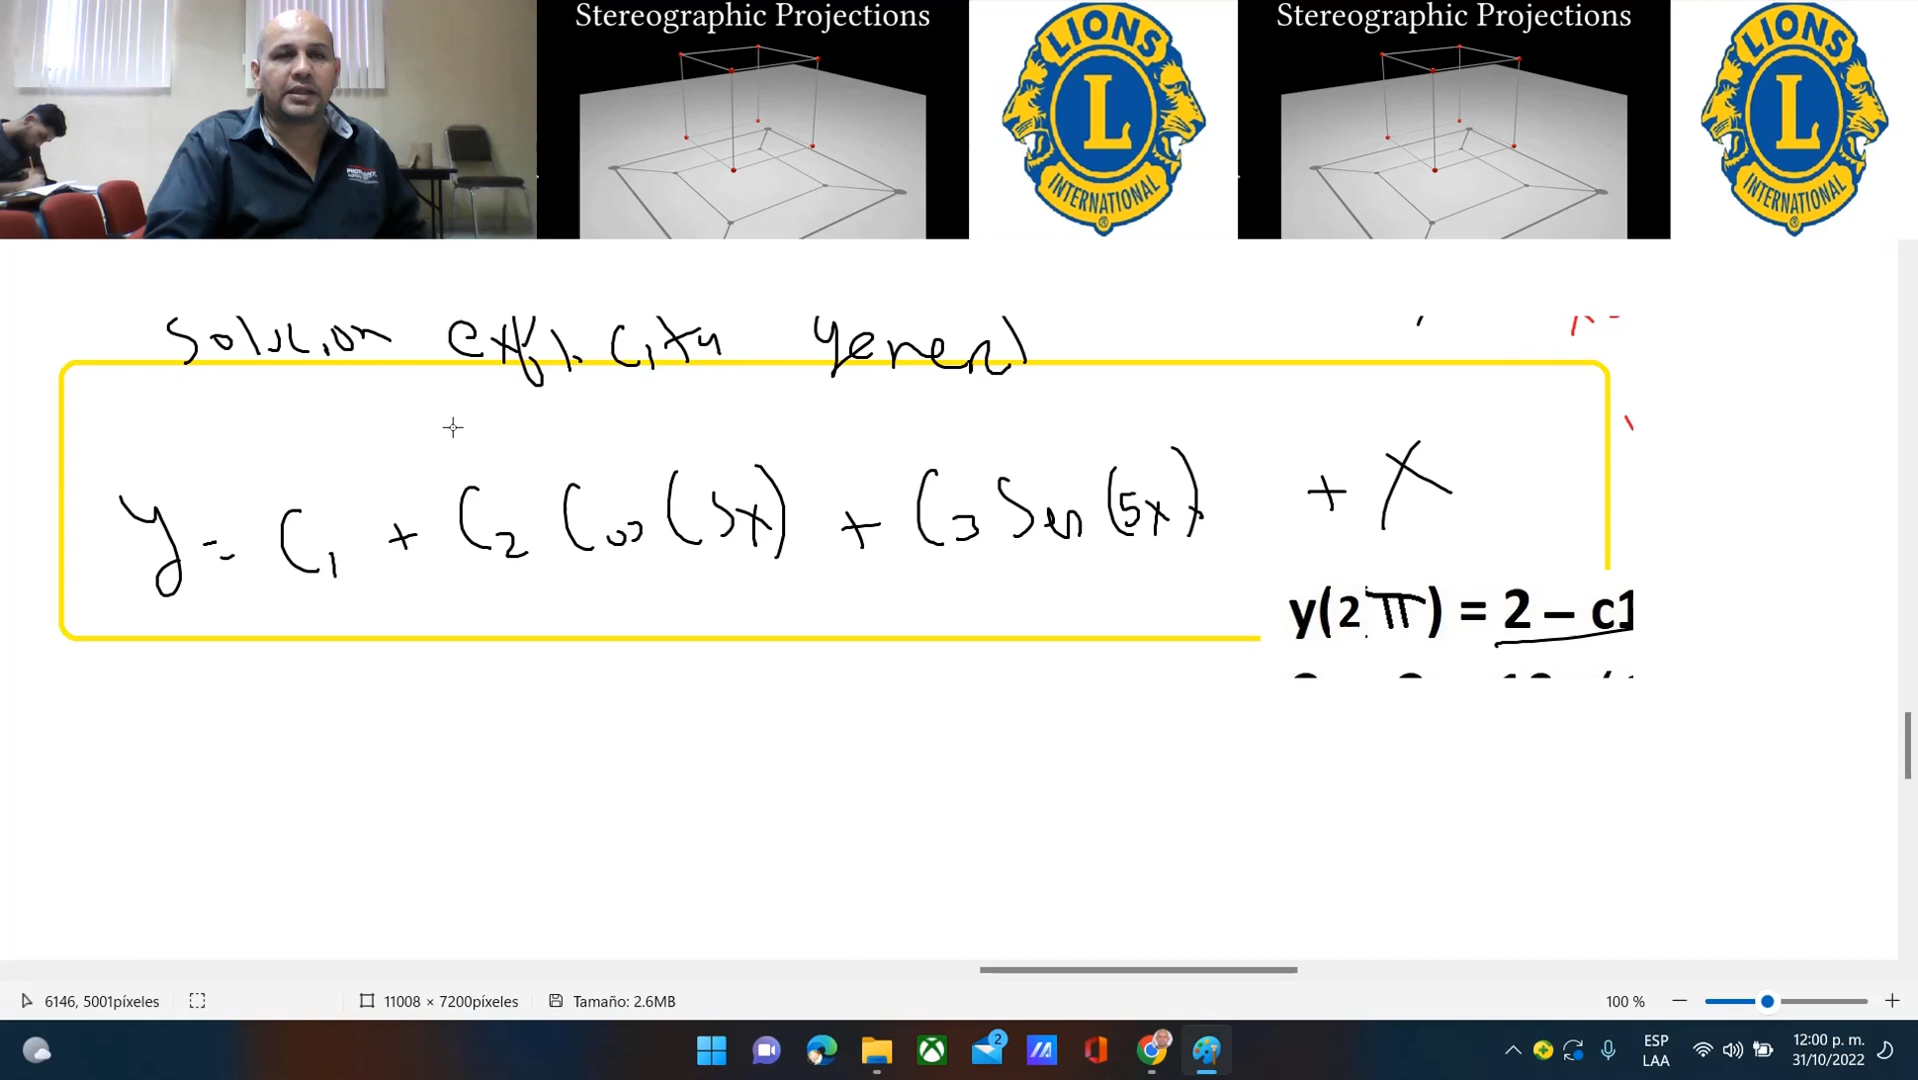 Stereographic Projections
LIONS
L
INTERNATIONAL
®
Stereographic Projections
LIONS
L
INTERNATIONAL
®
Solucion explicita general
y = C1 + C2 Cos (5x) + C3 Sen (5x) + x
y(2π) = 2 – c1
6146, 5001píxeles
11008 × 7200píxeles
Tamaño: 2.6MB
100 %
2
ESP
LAA
12:00 p. m.
31/10/2022